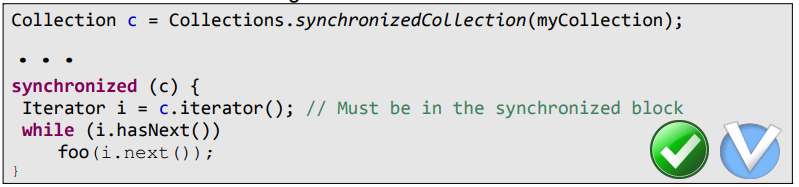 Collection c = Collections.synchronizedCollection(myCollection);
. . .
synchronized (c) {
Iterator i = c.iterator(); // Must be in the synchronized block
while (i.hasNext())
foo(i.next());
}